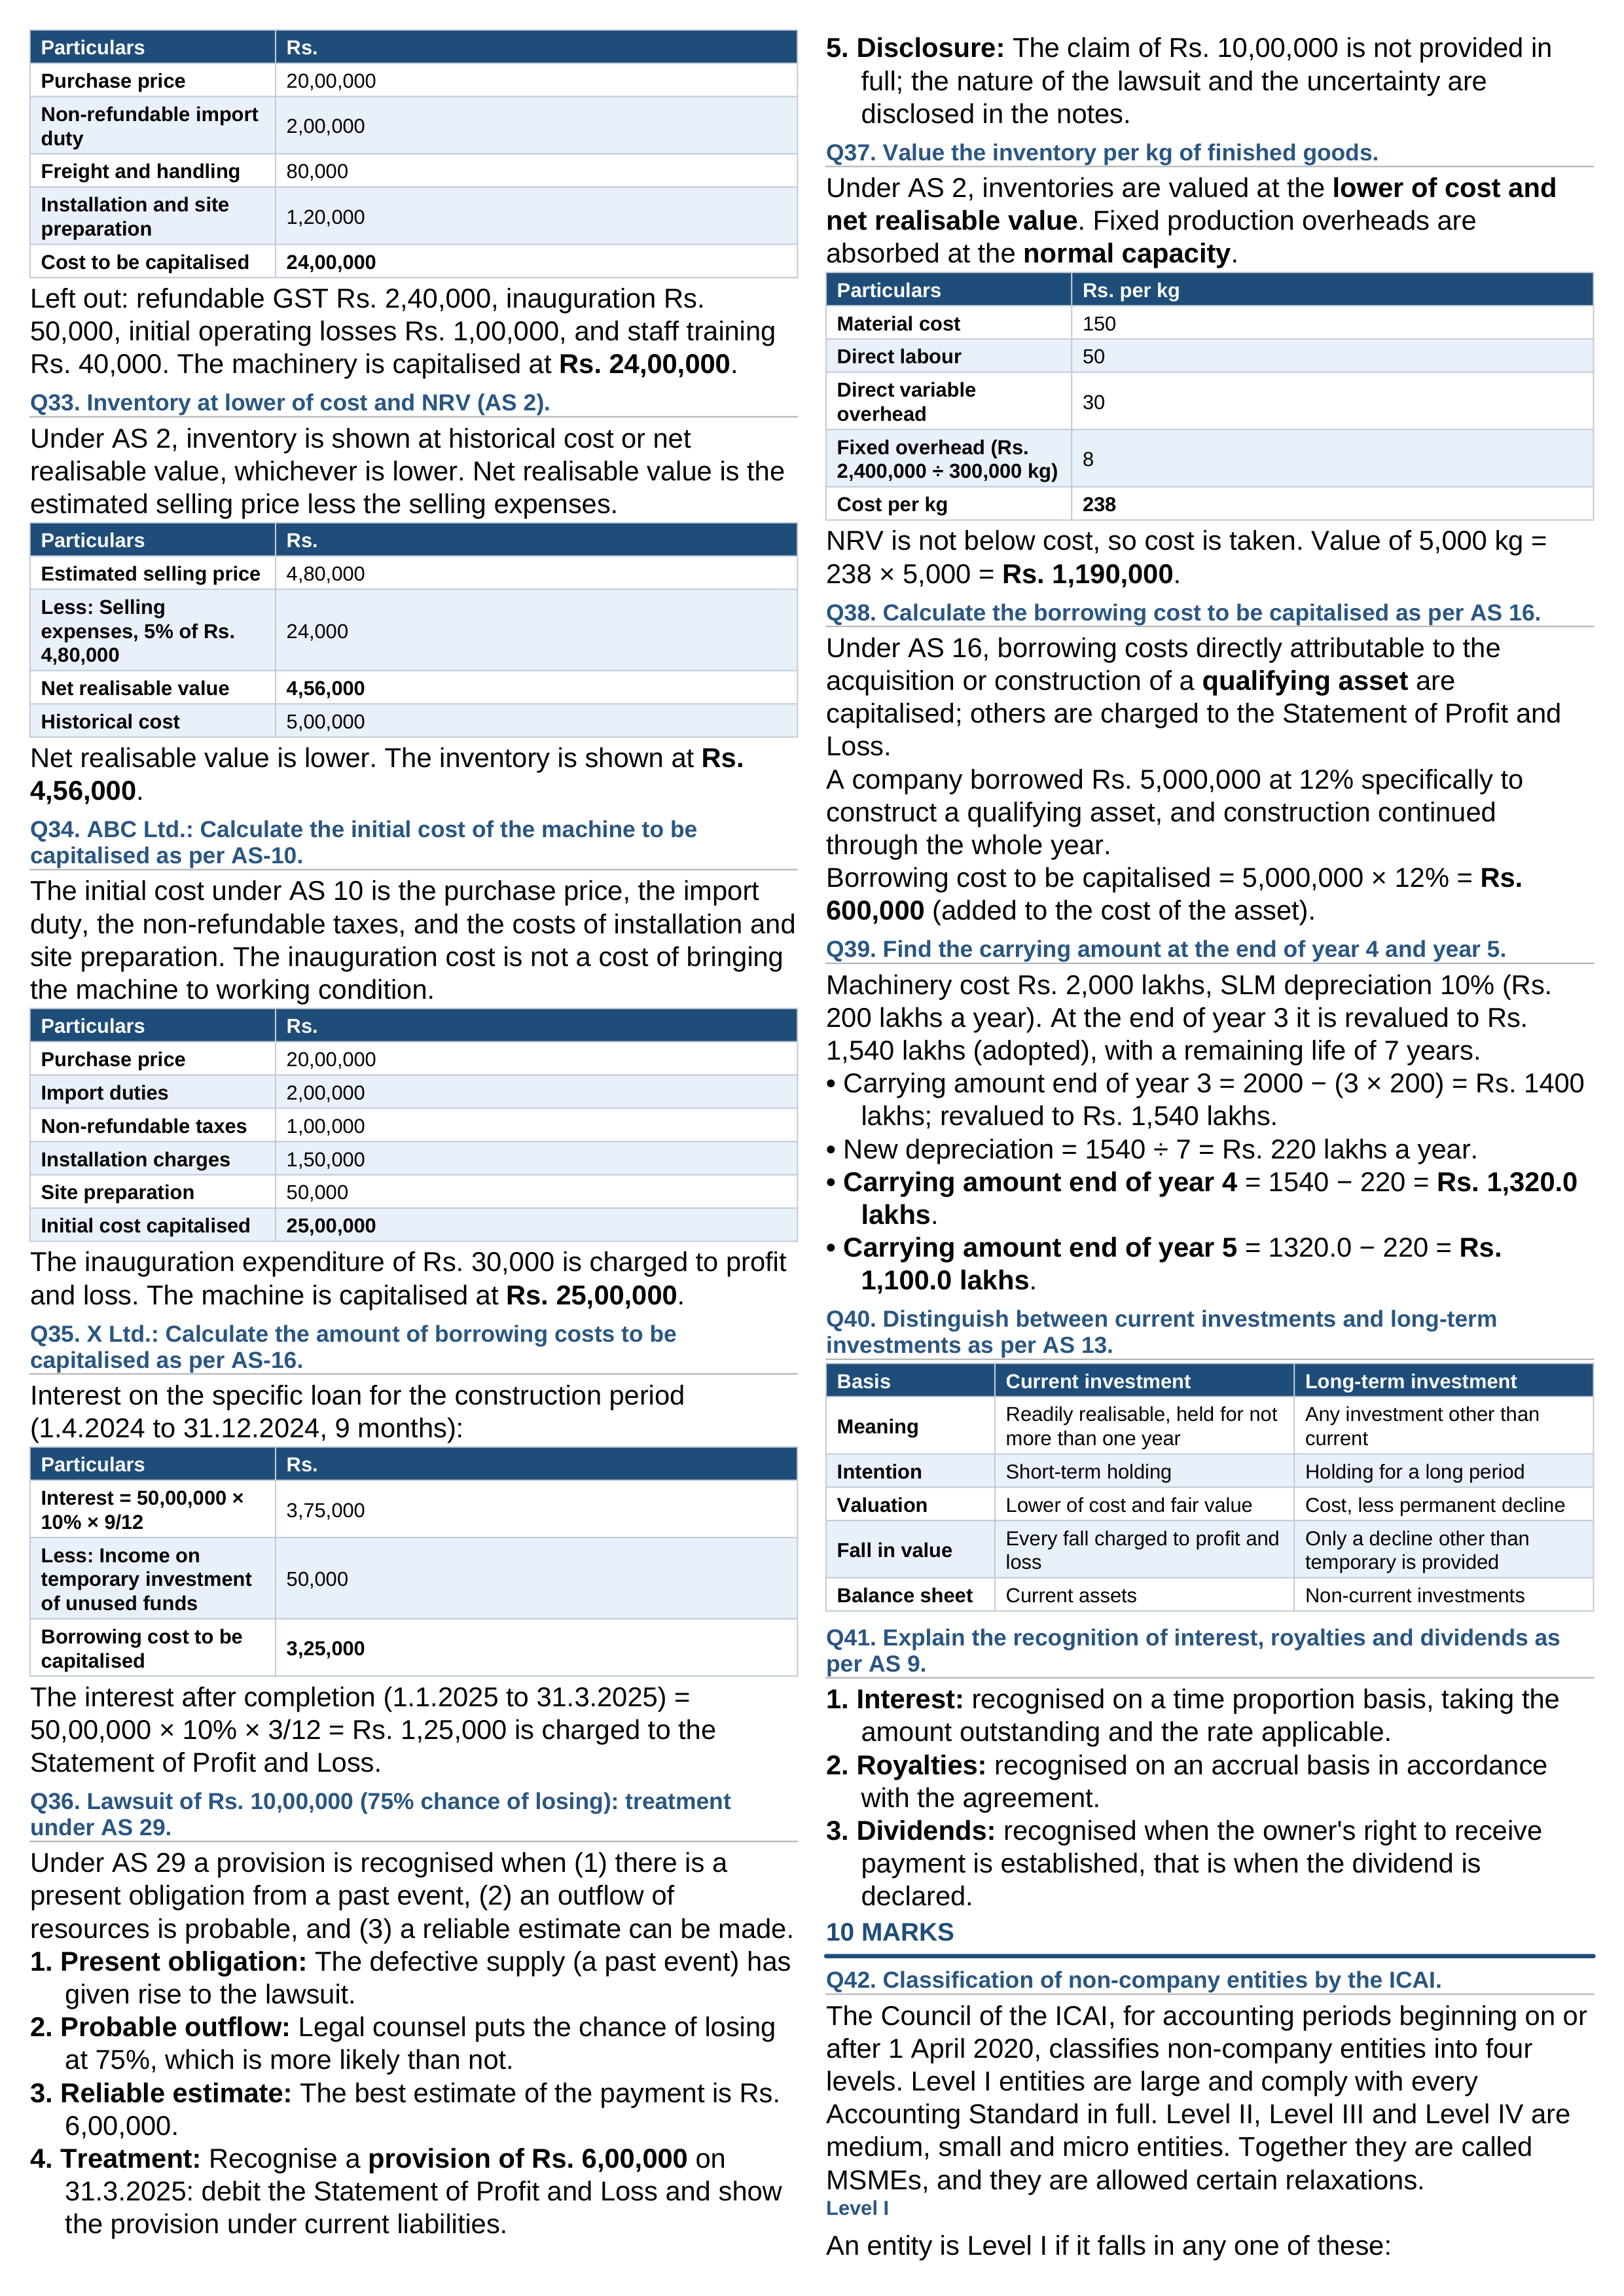 Particulars Rs.
Purchase price 20,00,000
Non-refundable import
duty 2,00,000
Freight and handling 80,000
Installation and site
preparation 1,20,000
Cost to be capitalised 24,00,000
Left out: refundable GST Rs. 2,40,000, inauguration Rs.
50,000, initial operating losses Rs. 1,00,000, and staff training
Rs. 40,000. The machinery is capitalised at Rs. 24,00,000.
Q33. Inventory at lower of cost and NRV (AS 2).
Under AS 2, inventory is shown at historical cost or net
realisable value, whichever is lower. Net realisable value is the
estimated selling price less the selling expenses.
Particulars Rs.
Estimated selling price 4,80,000
Less: Selling
expenses, 5% of Rs.
4,80,000 24,000
Net realisable value 4,56,000
Historical cost 5,00,000
Net realisable value is lower. The inventory is shown at Rs.
4,56,000.
Q34. ABC Ltd.: Calculate the initial cost of the machine to be
capitalised as per AS-10.
The initial cost under AS 10 is the purchase price, the import
duty, the non-refundable taxes, and the costs of installation and
site preparation. The inauguration cost is not a cost of bringing
the machine to working condition.
Particulars Rs.
Purchase price 20,00,000
Import duties 2,00,000
Non-refundable taxes 1,00,000
Installation charges 1,50,000
Site preparation 50,000
Initial cost capitalised 25,00,000
The inauguration expenditure of Rs. 30,000 is charged to profit
and loss. The machine is capitalised at Rs. 25,00,000.
Q35. X Ltd.: Calculate the amount of borrowing costs to be
capitalised as per AS-16.
Interest on the specific loan for the construction period
(1.4.2024 to 31.12.2024, 9 months):
Particulars Rs.
Interest = 50,00,000 ×
10% × 9/12 3,75,000
Less: Income on
temporary investment
of unused funds 50,000
Borrowing cost to be
capitalised 3,25,000
The interest after completion (1.1.2025 to 31.3.2025) =
50,00,000 × 10% × 3/12 = Rs. 1,25,000 is charged to the
Statement of Profit and Loss.
Q36. Lawsuit of Rs. 10,00,000 (75% chance of losing): treatment
under AS 29.
Under AS 29 a provision is recognised when (1) there is a
present obligation from a past event, (2) an outflow of
resources is probable, and (3) a reliable estimate can be made.
1. Present obligation: The defective supply (a past event) has
given rise to the lawsuit.
2. Probable outflow: Legal counsel puts the chance of losing
at 75%, which is more likely than not.
3. Reliable estimate: The best estimate of the payment is Rs.
6,00,000.
4. Treatment: Recognise a provision of Rs. 6,00,000 on
31.3.2025: debit the Statement of Profit and Loss and show
the provision under current liabilities.
5. Disclosure: The claim of Rs. 10,00,000 is not provided in
full; the nature of the lawsuit and the uncertainty are
disclosed in the notes.
Q37. Value the inventory per kg of finished goods.
Under AS 2, inventories are valued at the lower of cost and
net realisable value. Fixed production overheads are
absorbed at the normal capacity.
Particulars Rs. per kg
Material cost 150
Direct labour 50
Direct variable
overhead 30
Fixed overhead (Rs.
2,400,000 ÷ 300,000 kg) 8
Cost per kg 238
NRV is not below cost, so cost is taken. Value of 5,000 kg =
238 × 5,000 = Rs. 1,190,000.
Q38. Calculate the borrowing cost to be capitalised as per AS 16.
Under AS 16, borrowing costs directly attributable to the
acquisition or construction of a qualifying asset are
capitalised; others are charged to the Statement of Profit and
Loss.
A company borrowed Rs. 5,000,000 at 12% specifically to
construct a qualifying asset, and construction continued
through the whole year.
Borrowing cost to be capitalised = 5,000,000 × 12% = Rs.
600,000 (added to the cost of the asset).
Q39. Find the carrying amount at the end of year 4 and year 5.
Machinery cost Rs. 2,000 lakhs, SLM depreciation 10% (Rs.
200 lakhs a year). At the end of year 3 it is revalued to Rs.
1,540 lakhs (adopted), with a remaining life of 7 years.
• Carrying amount end of year 3 = 2000 − (3 × 200) = Rs. 1400
lakhs; revalued to Rs. 1,540 lakhs.
• New depreciation = 1540 ÷ 7 = Rs. 220 lakhs a year.
• Carrying amount end of year 4 = 1540 − 220 = Rs. 1,320.0
lakhs.
• Carrying amount end of year 5 = 1320.0 − 220 = Rs.
1,100.0 lakhs.
Q40. Distinguish between current investments and long-term
investments as per AS 13.
Basis Current investment Long-term investment
Meaning Readily realisable, held for not more than one year Any investment other than current
Intention Short-term holding Holding for a long period
Valuation Lower of cost and fair value Cost, less permanent decline
Fall in value Every fall charged to profit and loss Only a decline other than temporary is provided
Balance sheet Current assets Non-current investments
Q41. Explain the recognition of interest, royalties and dividends as
per AS 9.
1. Interest: recognised on a time proportion basis, taking the
amount outstanding and the rate applicable.
2. Royalties: recognised on an accrual basis in accordance
with the agreement.
3. Dividends: recognised when the owner's right to receive
payment is established, that is when the dividend is
declared.
10 MARKS
Q42. Classification of non-company entities by the ICAI.
The Council of the ICAI, for accounting periods beginning on or
after 1 April 2020, classifies non-company entities into four
levels. Level I entities are large and comply with every
Accounting Standard in full. Level II, Level III and Level IV are
medium, small and micro entities. Together they are called
MSMEs, and they are allowed certain relaxations.
Level I
An entity is Level I if it falls in any one of these: